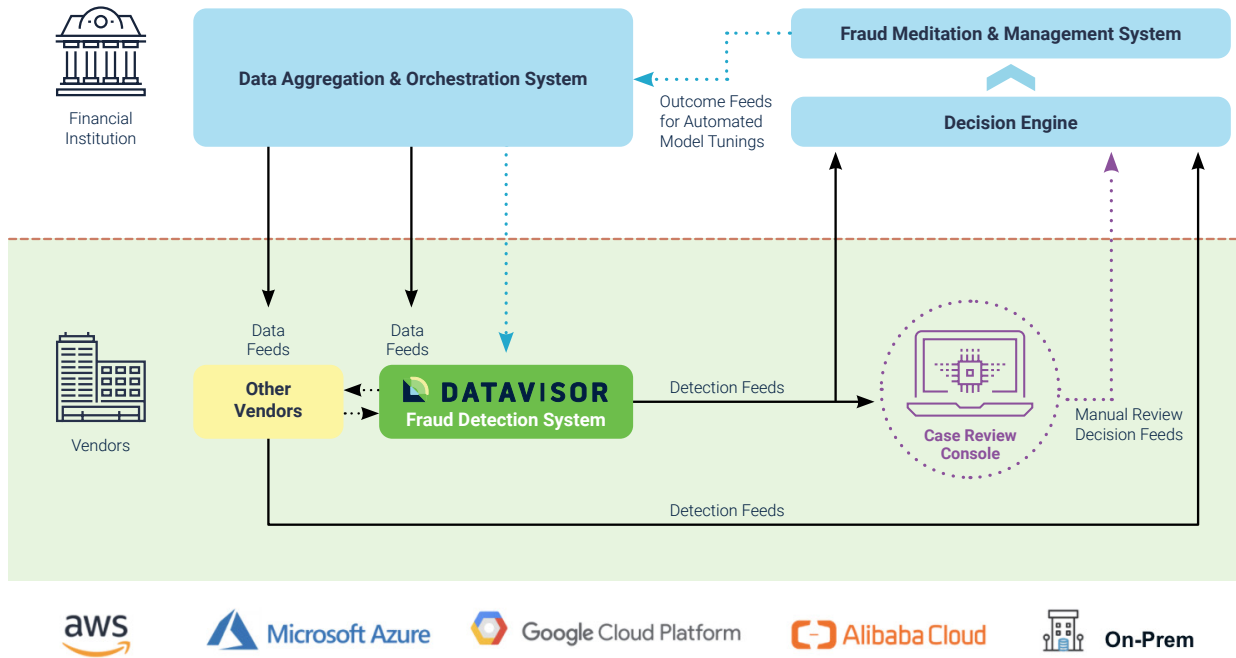 Financial
Institution
Data Aggregation & Orchestration System
Outcome Feeds
for Automated
Model Tunings
Fraud Meditation & Management System
Decision Engine
Vendors
Data
Feeds
Data
Feeds
Other
Vendors
DATAVISOR
Fraud Detection System
Detection Feeds
Case Review
Console
Manual Review
Decision Feeds
Detection Feeds
aws
Microsoft Azure
Google Cloud Platform
Alibaba Cloud
On-Prem